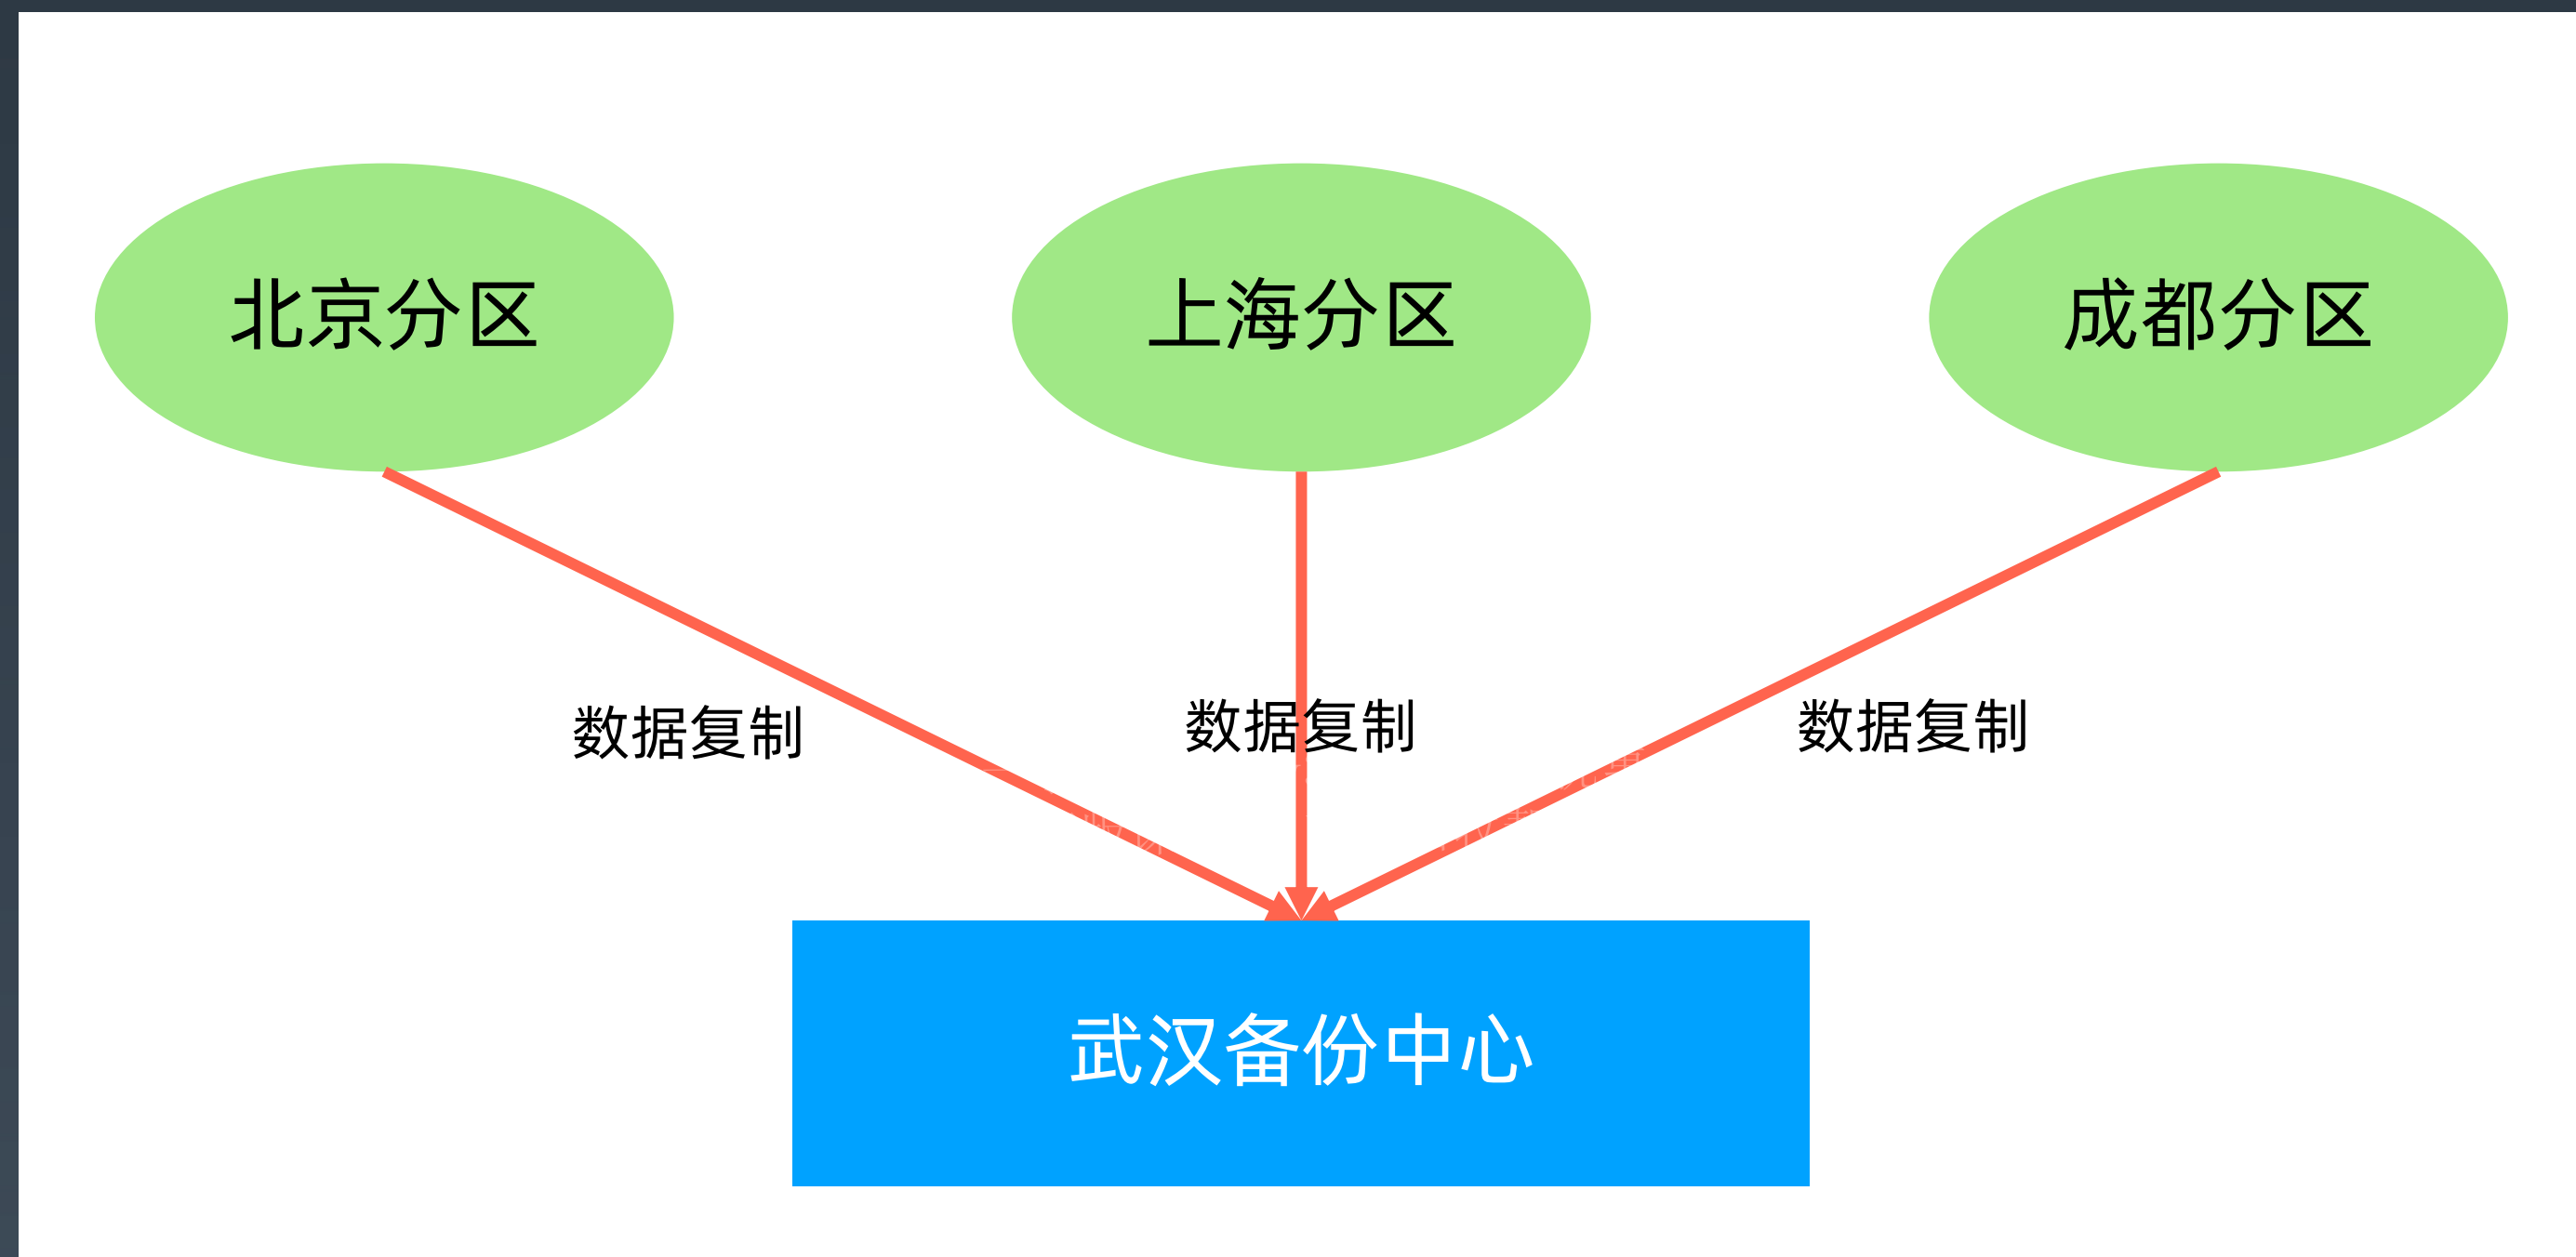 北京分区
上海分区
成都分区
数据复制
数据复制
数据复制
武汉备份中心